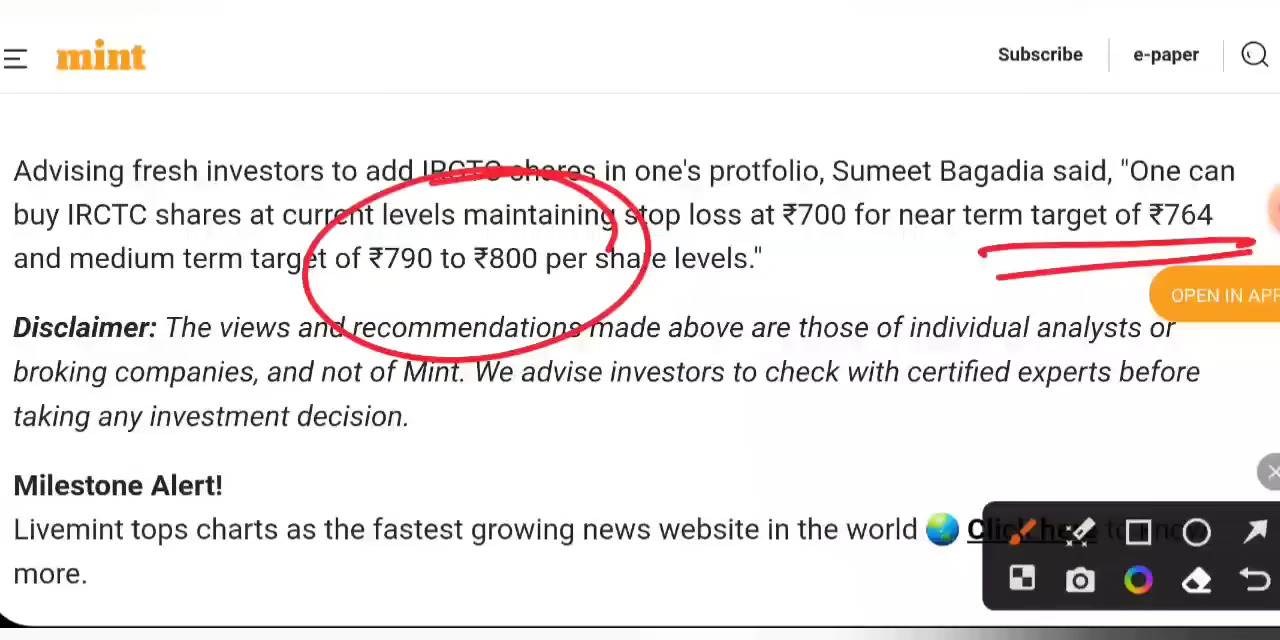 mint
Subscribe
e-paper
Advising fresh investors to add IRCTC shares in one's protfolio, Sumeet Bagadia said, "One can
buy IRCTC shares at current levels maintaining stop loss at ₹700 for near term target of ₹764
and medium term target of ₹790 to ₹800 per share levels."
OPEN IN APP
Disclaimer: The views and recommendations made above are those of individual analysts or
broking companies, and not of Mint. We advise investors to check with certified experts before
taking any investment decision.
Milestone Alert!
Livemint tops charts as the fastest growing news website in the world 🌏 Click here to know
more.